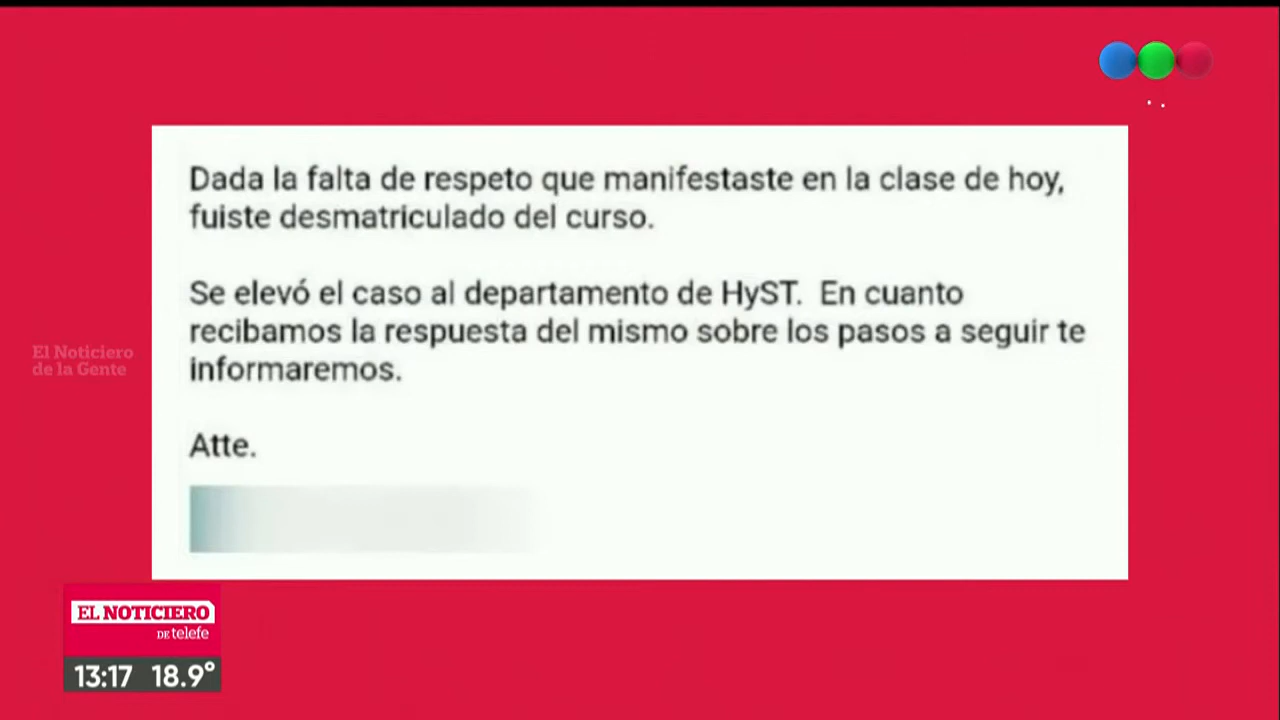 Dada la falta de respeto que manifestaste en la clase de hoy,
fuiste desmatriculado del curso.
Se elevó el caso al departamento de HyST. En cuanto
recibamos la respuesta del mismo sobre los pasos a seguir te
informaremos.
Atte.
El Noticiero
de la Gente
EL NOTICIERO
DE telefe
13:17 18.9°